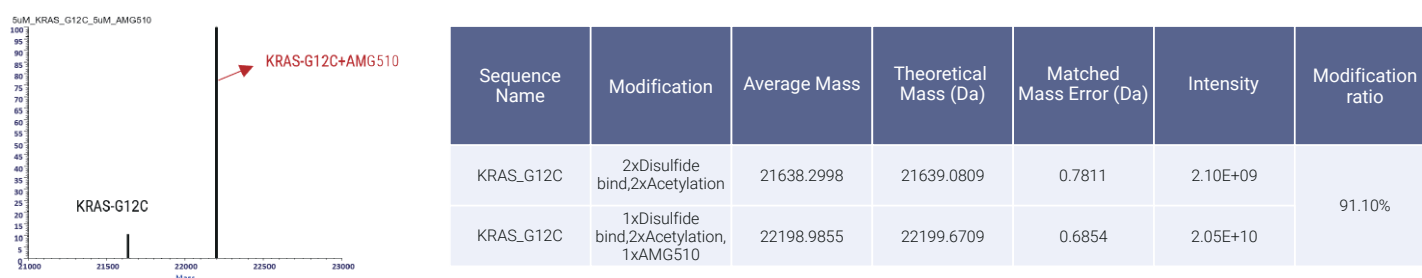 5uM_KRAS_G12C_5uM_AMG510
100
95
90
85
80
75
70
65
60
55
50
45
40
35
30
25
20
15
10
5
0
21000
21500
22000
22500
23000
Mass
KRAS-G12C+AMG510
KRAS-G12C
Sequence
Name
Modification
Average Mass
Theoretical
Mass (Da)
Matched
Mass Error (Da)
Intensity
Modification
ratio
KRAS_G12C
2xDisulfide
bind,2xAcetylation
21638.2998
21639.0809
0.7811
2.10E+09
91.10%
KRAS_G12C
1xDisulfide
bind,2xAcetylation,
1xAMG510
22198.9855
22199.6709
0.6854
2.05E+10